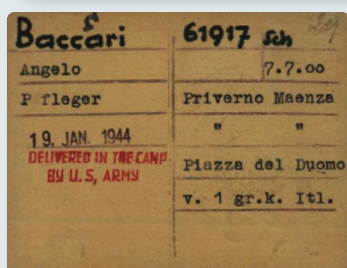 Baccari 61917 Sch
Angelo 7.7.00
Pfleger Priverno Maenza
" "
19. JAN. 1944
DELIVERED IN THE CAMP
BY U.S, ARMY
Piazza del Duomo
v. 1 gr.k. Itl.